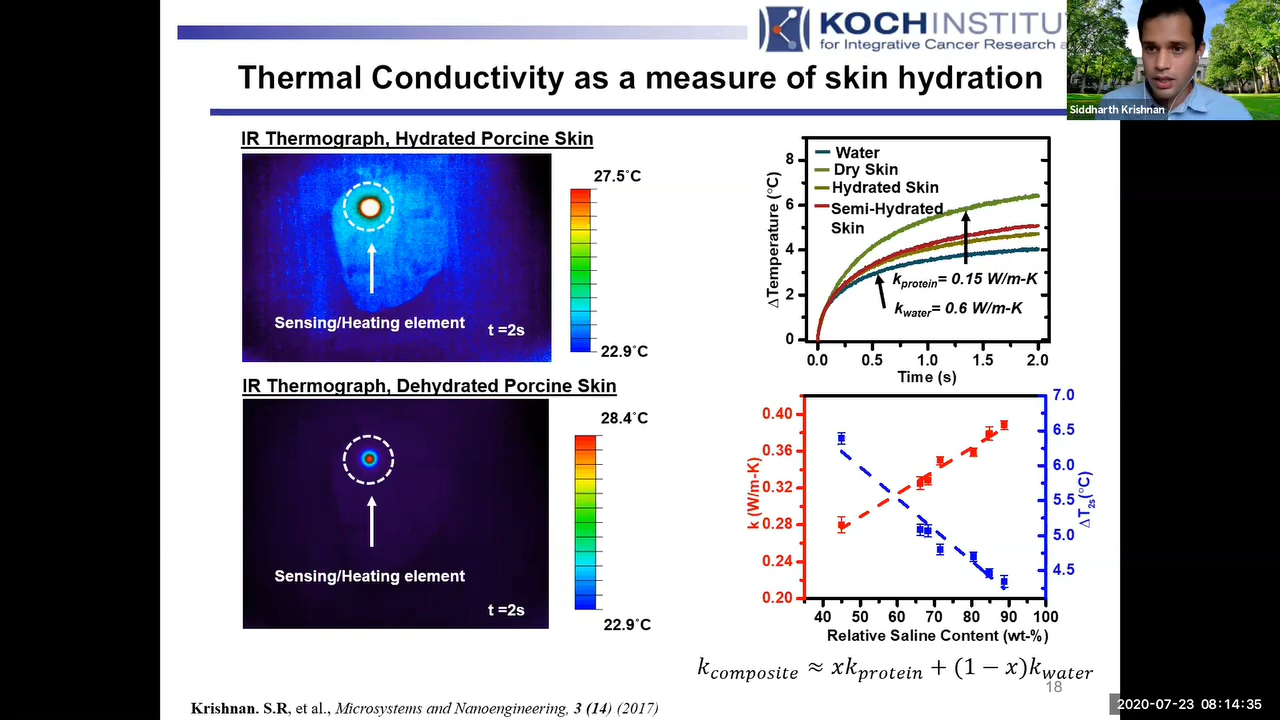 KOCH INSTITU
for Integrative Cancer Research a
Thermal Conductivity as a measure of skin hydration
Siddharth Krishnan
IR Thermograph, Hydrated Porcine Skin
27.5°C
Sensing/Heating element
t =2s
22.9°C
IR Thermograph, Dehydrated Porcine Skin
28.4°C
Sensing/Heating element
t =2s
22.9°C
Water
Dry Skin
Hydrated Skin
Semi-Hydrated
Skin
k_protein= 0.15 W/m-K
k_water= 0.6 W/m-K
ΔTemperature (°C)
8
6
4
2
0
0.0 0.5 1.0 1.5 2.0
Time (s)
k (W/m-K)
0.40
0.36
0.32
0.28
0.24
0.20
7.0
6.5
6.0
5.5
5.0
4.5
ΔT2s(°C)
40 50 60 70 80 90 100
Relative Saline Content (wt-%)
k_composite ≈ xk_protein + (1 − x)k_water
18
Krishnan. S.R, et al., Microsystems and Nanoengineering, 3 (14) (2017)
2020-07-23 08:14:35